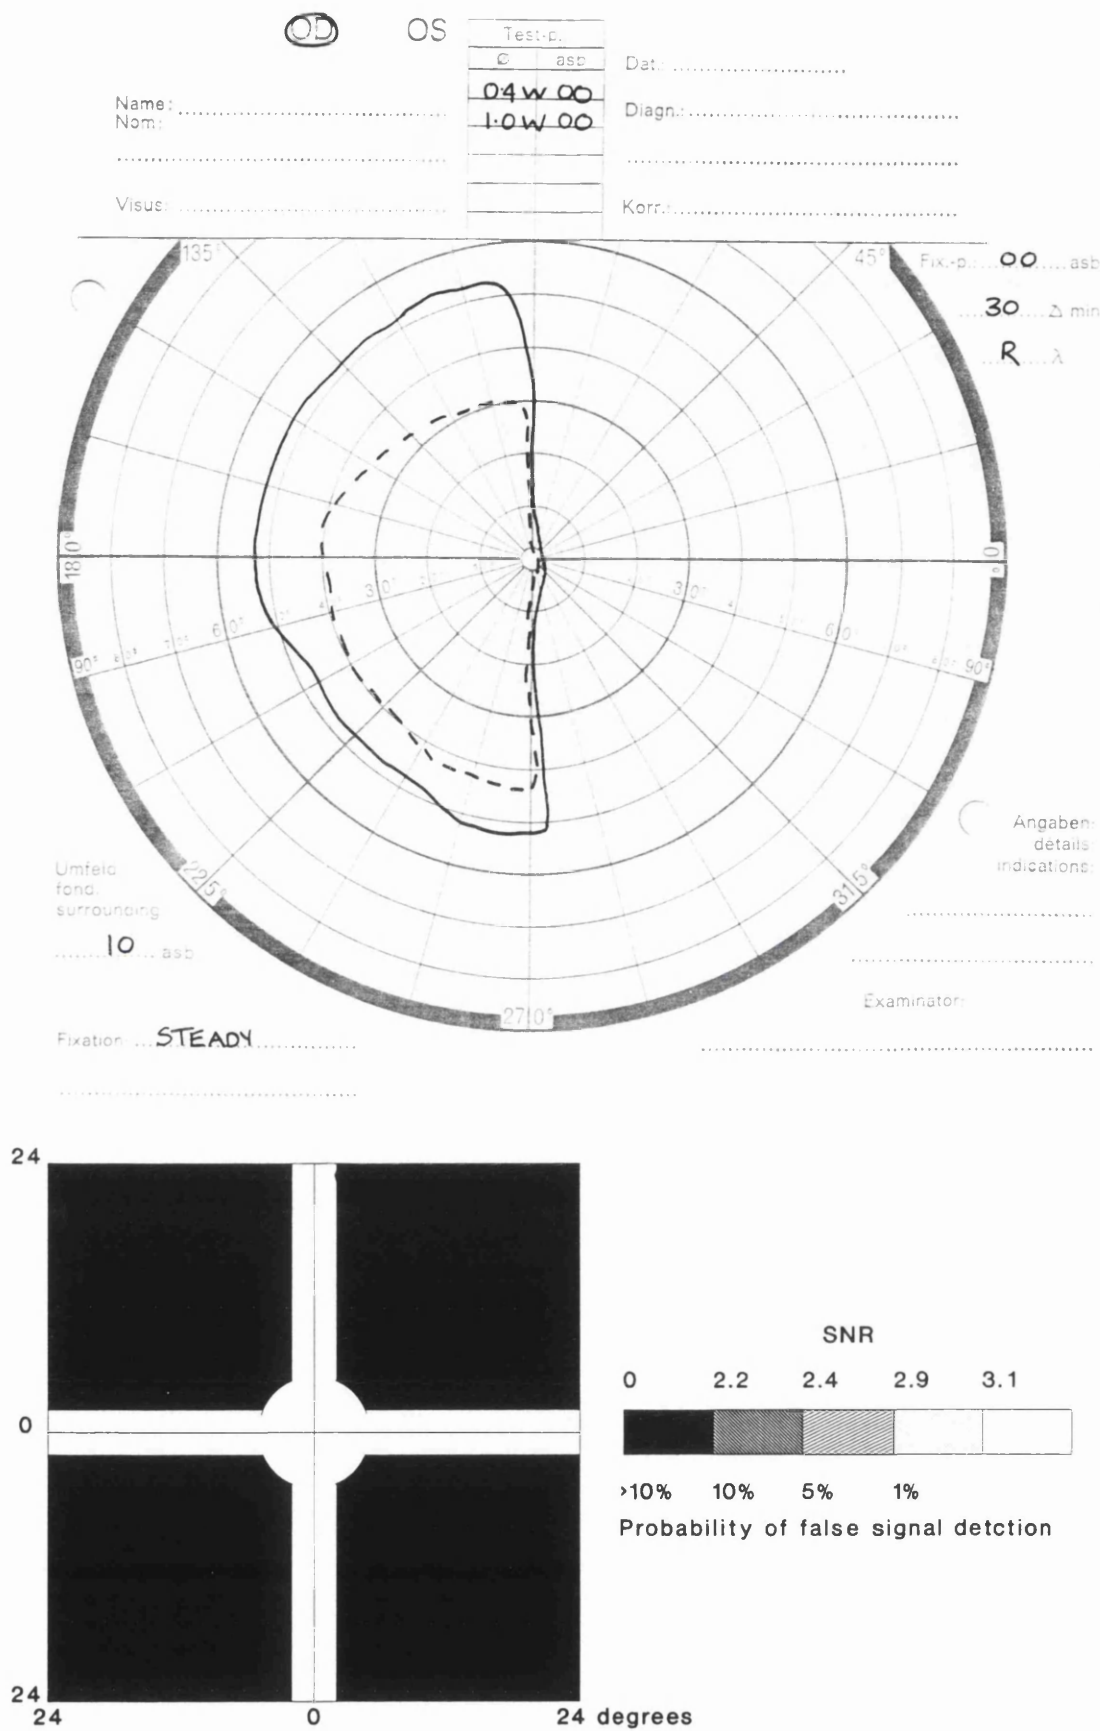 OD OS
Test-p.
Ø asb
0.4 W 00
1.0 W 00
Dat.:
Name:
Nom:
Diagn.:
Visus:
Korr.:
135° 45°
Fix.-p.: 00 asb
30 Δ min
R λ
180° 0°
60° 30° 30° 4 60°
90° 90°
Angaben:
détails:
indications:
225° 315°
Umfeld
fond.
surrounding
10 asb
Examinator:
270°
Fixation: STEADY
24
SNR
0 2.2 2.4 2.9 3.1
0
>10% 10% 5% 1%
Probability of false signal detction
24
24 0 24 degrees